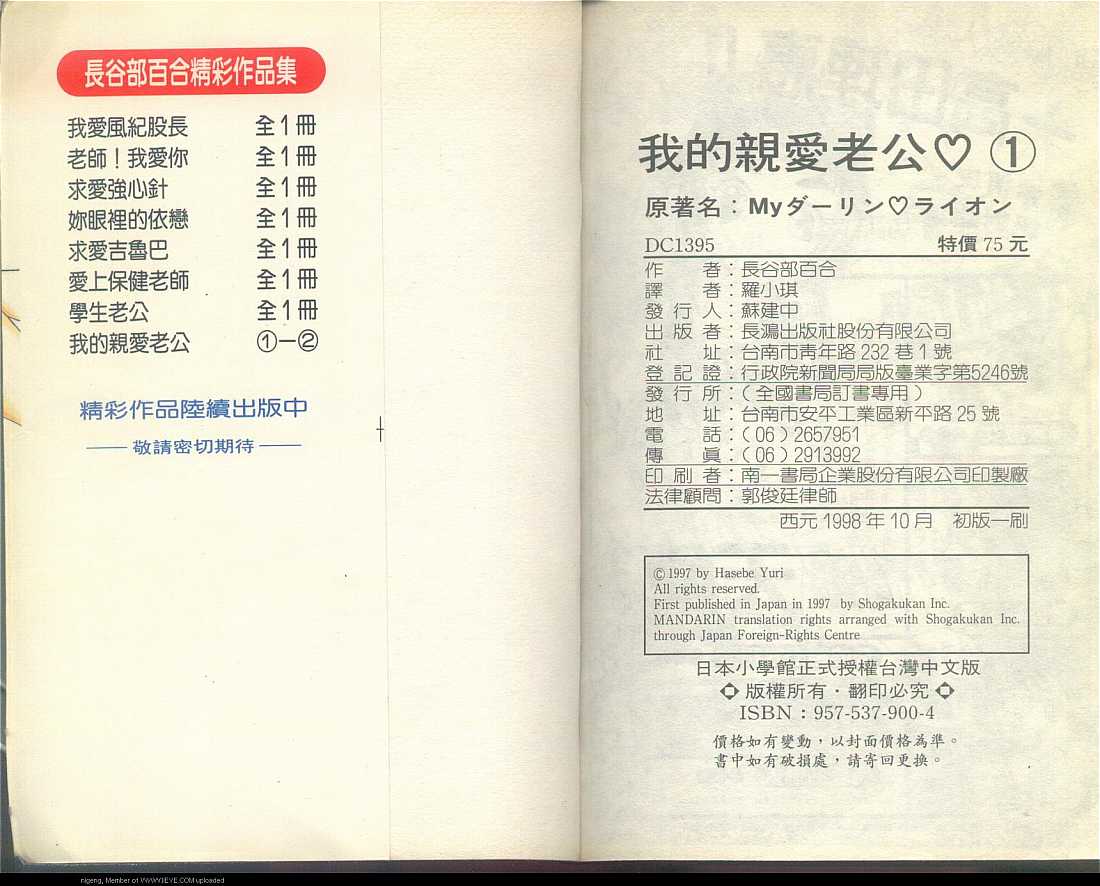 長谷部百合精彩作品集
我愛風紀股長 全1冊
老師！我愛你 全1冊
求愛強心針 全1冊
妳眼裡的依戀 全1冊
求愛吉魯巴 全1冊
愛上保健老師 全1冊
學生老公 全1冊
我的親愛老公 ①—②
精彩作品陸續出版中
——敬請密切期待——
我的親愛老公♡ ①
原著名：Myダーリン♡ライオン
DC1395 特價 75 元
作者：長谷部百合
譯者：羅小琪
發行人：蘇建中
出版者：長鴻出版社股份有限公司
社址：台南市青年路 232 巷 1 號
登記證：行政院新聞局局版臺業字第5246號
發行所：(全國書局訂書專用)
地址：台南市安平工業區新平路 25 號
電話：(06)2657951
傳眞：(06)2913992
印刷者：南一書局企業股份有限公司印製廠
法律顧問：郭俊廷律師
西元 1998 年 10 月 初版一刷
© 1997 by Hasebe Yuri
All rights reserved.
First published in Japan in 1997 by Shogakukan Inc.
MANDARIN translation rights arranged with Shogakukan Inc.
through Japan Foreign-Rights Centre
日本小學館正式授權台灣中文版
版權所有．翻印必究
ISBN：957-537-900-4
價格如有變動，以封面價格為準。
書中如有破損處，請寄回更換。